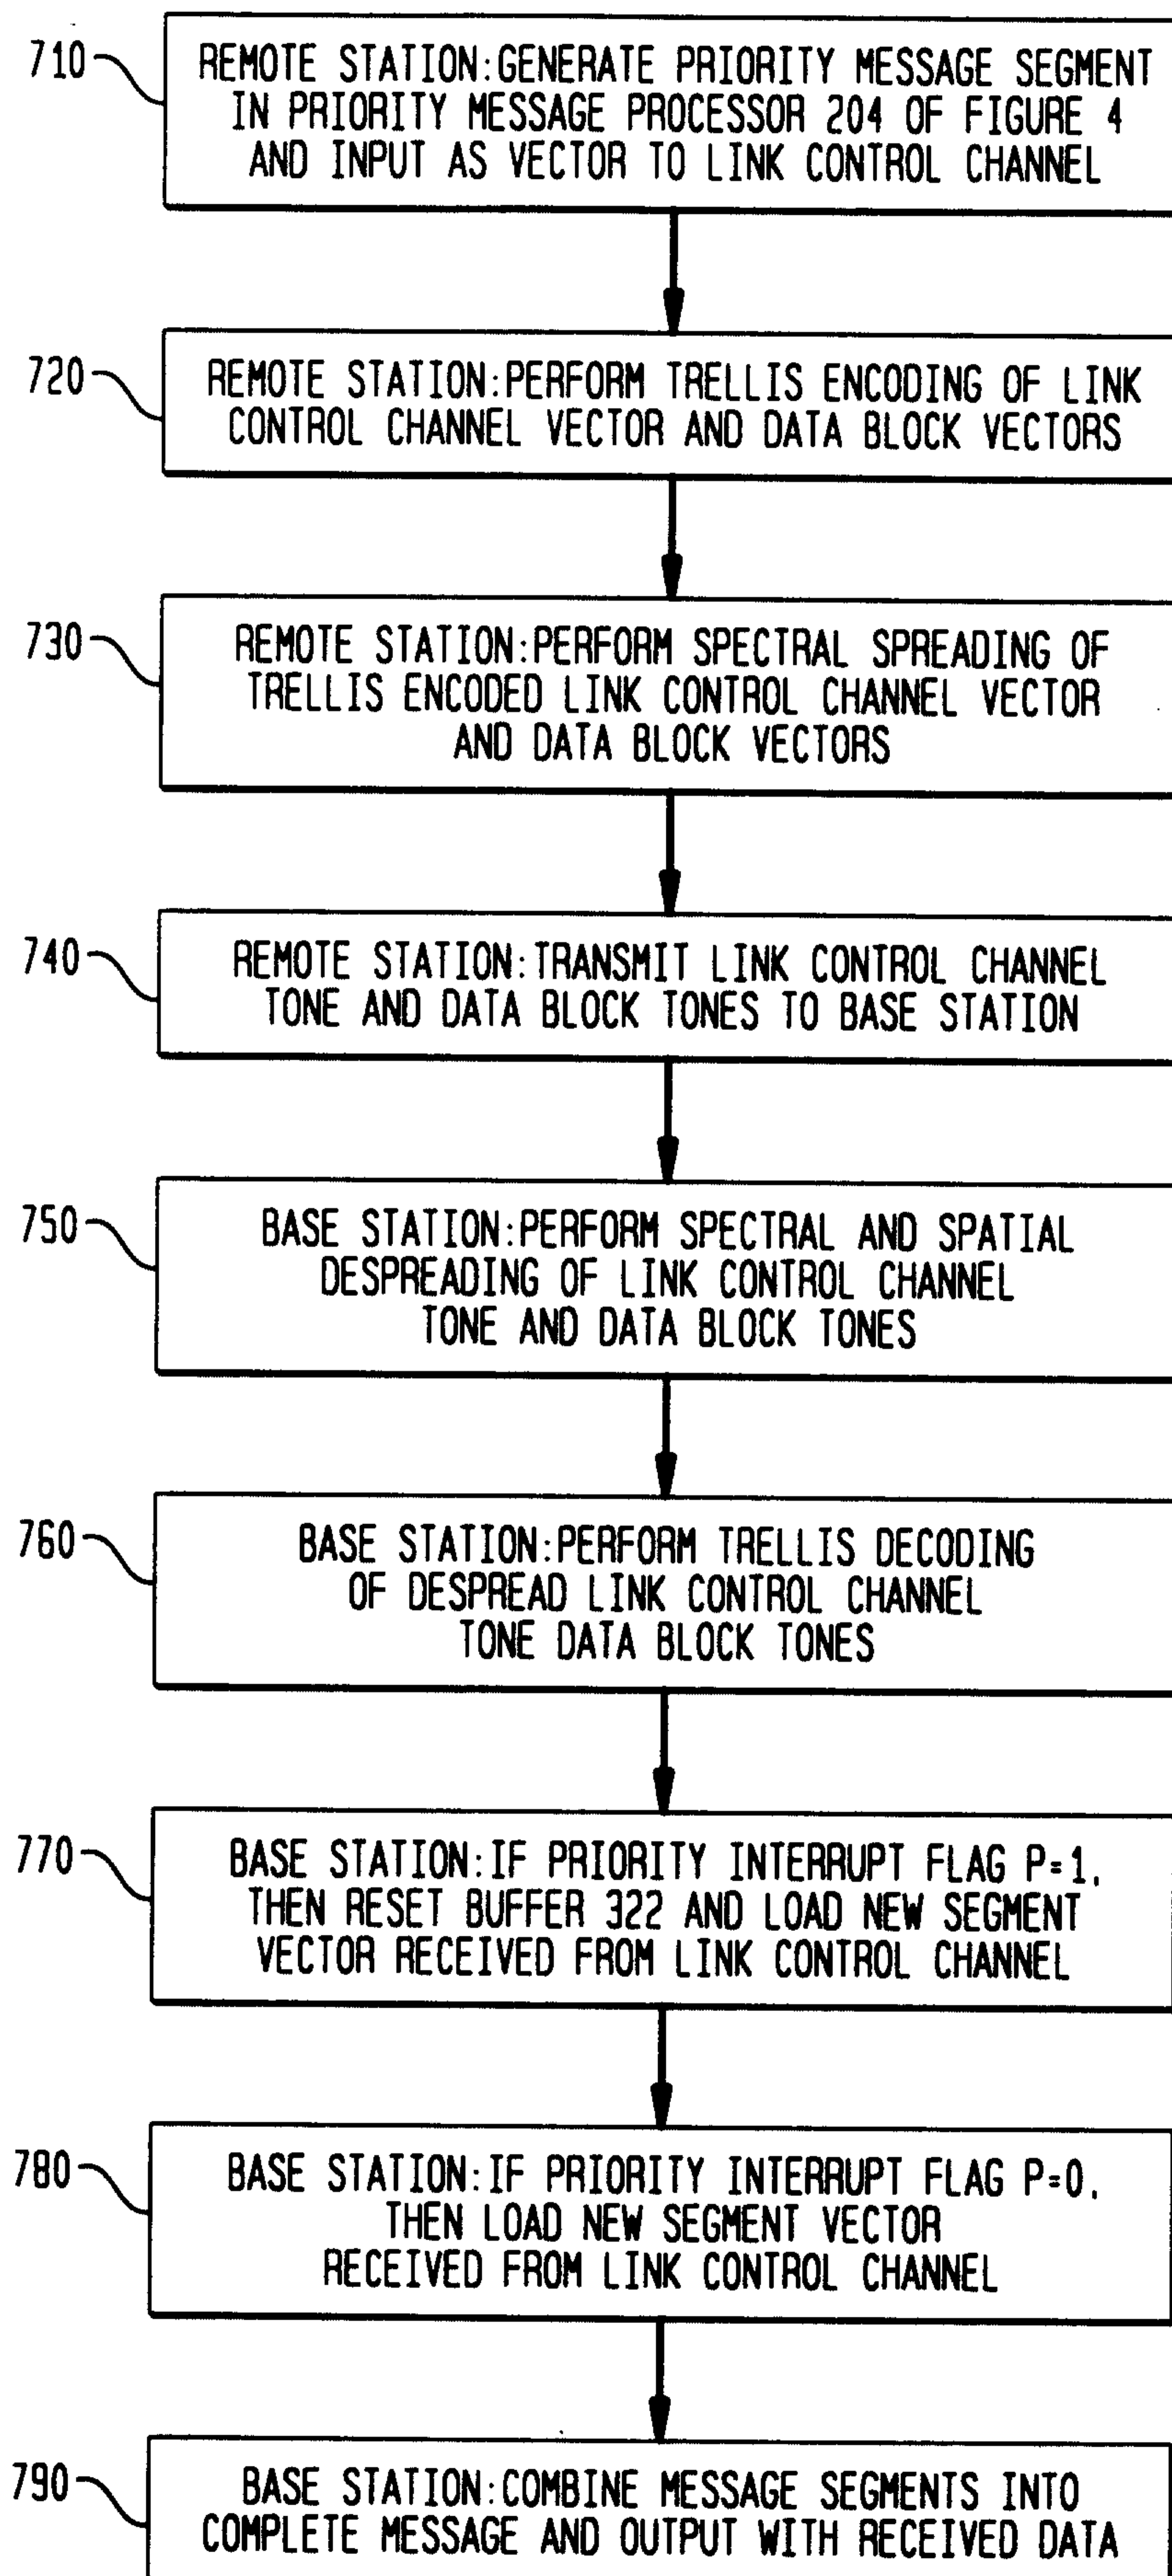 710
REMOTE STATION:GENERATE PRIORITY MESSAGE SEGMENT
IN PRIORITY MESSAGE PROCESSOR 204 OF FIGURE 4
AND INPUT AS VECTOR TO LINK CONTROL CHANNEL
720
REMOTE STATION:PERFORM TRELLIS ENCODING OF LINK
CONTROL CHANNEL VECTOR AND DATA BLOCK VECTORS
730
REMOTE STATION:PERFORM SPECTRAL SPREADING OF
TRELLIS ENCODED LINK CONTROL CHANNEL VECTOR
AND DATA BLOCK VECTORS
740
REMOTE STATION:TRANSMIT LINK CONTROL CHANNEL
TONE AND DATA BLOCK TONES TO BASE STATION
750
BASE STATION:PERFORM SPECTRAL AND SPATIAL
DESPREADING OF LINK CONTROL CHANNEL
TONE AND DATA BLOCK TONES
760
BASE STATION:PERFORM TRELLIS DECODING
OF DESPREAD LINK CONTROL CHANNEL
TONE DATA BLOCK TONES
770
BASE STATION:IF PRIORITY INTERRUPT FLAG P=1,
THEN RESET BUFFER 322 AND LOAD NEW SEGMENT
VECTOR RECEIVED FROM LINK CONTROL CHANNEL
780
BASE STATION:IF PRIORITY INTERRUPT FLAG P=0,
THEN LOAD NEW SEGMENT VECTOR
RECEIVED FROM LINK CONTROL CHANNEL
790
BASE STATION:COMBINE MESSAGE SEGMENTS INTO
COMPLETE MESSAGE AND OUTPUT WITH RECEIVED DATA